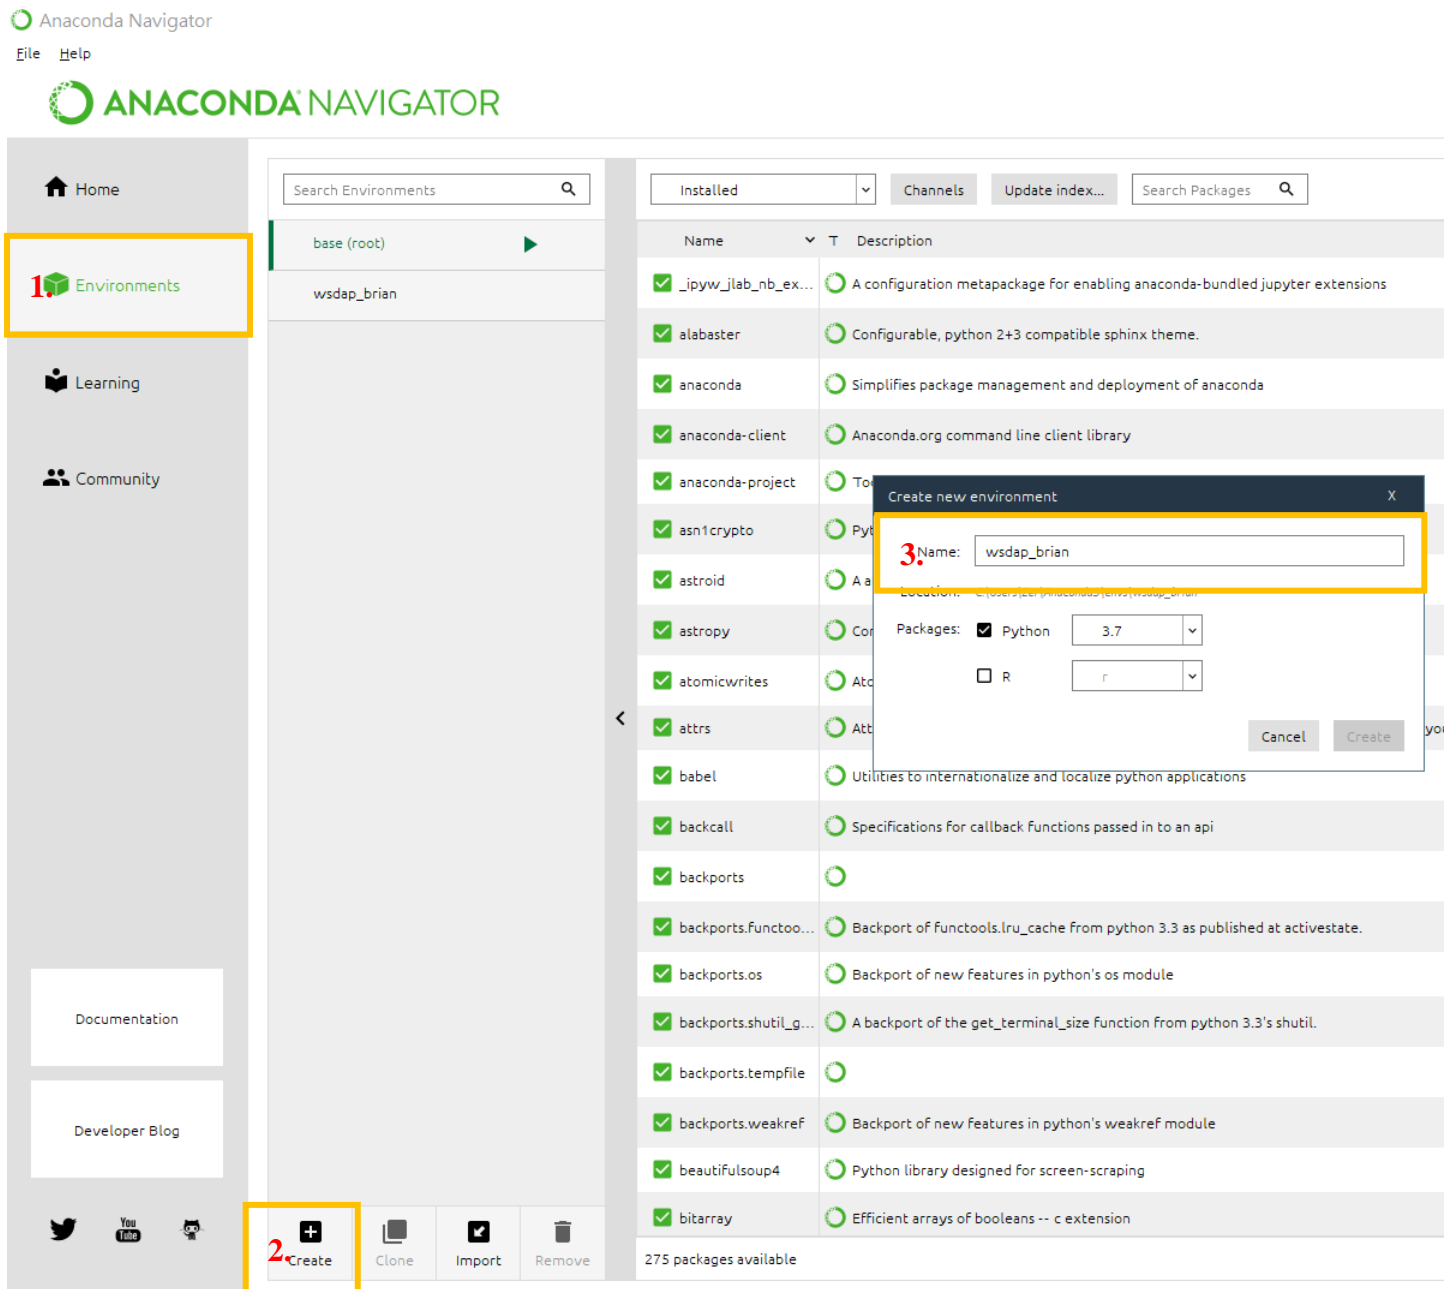 Anaconda Navigator
File Help
ANACONDA NAVIGATOR
Home
1. Environments
Learning
Community
Documentation
Developer Blog
You
Tube
Search Environments
base (root)
wsdap_brian
2. Create
Clone
Import
Remove
Installed Channels Update index... Search Packages
Name T Description
_ipyw_jlab_nb_ex... A configuration metapackage for enabling anaconda-bundled jupyter extensions
alabaster Configurable, python 2+3 compatible sphinx theme.
anaconda Simplifies package management and deployment of anaconda
anaconda-client Anaconda.org command line client library
anaconda-project
asn1crypto
astroid A a
astropy
atomicwrites
attrs Att you
babel Utilities to internationalize and localize python applications
backcall Specifications for callback functions passed in to an api
backports
backports.functoo... Backport of functools.lru_cache from python 3.3 as published at activestate.
backports.os Backport of new features in python's os module
backports.shutil_g... A backport of the get_terminal_size function from python 3.3's shutil.
backports.tempfile
backports.weakref Backport of new features in python's weakref module
beautifulsoup4 Python library designed for screen-scraping
bitarray Efficient arrays of booleans -- c extension
275 packages available
Create new environment X
3. Name: wsdap_brian
Location:
Packages: Python 3.7
R r
Cancel Create